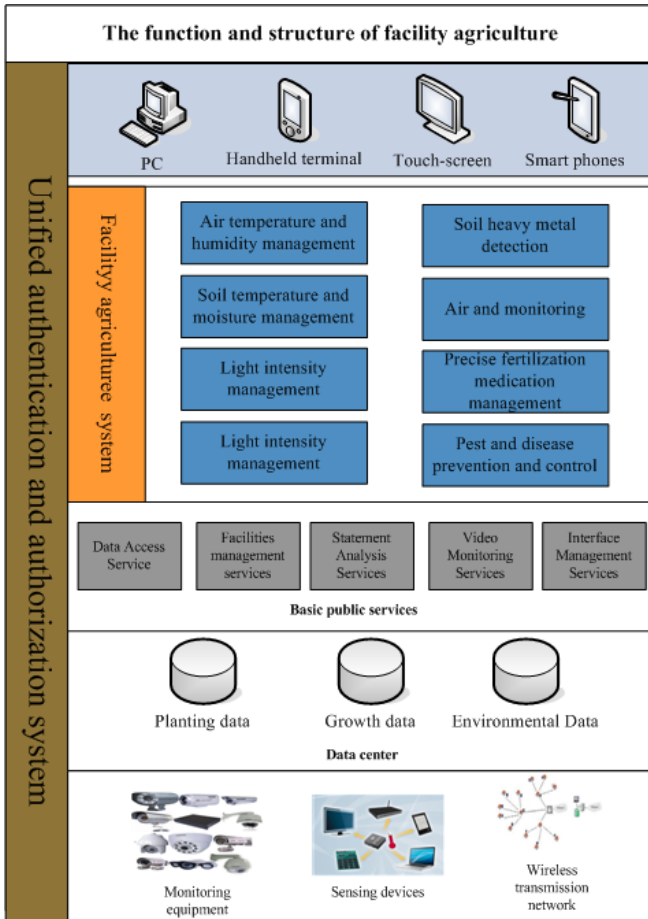 The function and structure of facility agriculture
Unified authentication and authorization system
PC
Handheld terminal
Touch-screen
Smart phones
Facilityy agriculturee system
Air temperature and
humidity management
Soil heavy metal
detection
Soil temperature and
moisture management
Air and monitoring
Light intensity
management
Precise fertilization
medication
management
Light intensity
management
Pest and disease
prevention and control
Data Access
Service
Facilities
management
services
Statement
Analysis
Services
Video
Monitoring
Services
Interface
Management
Services
Basic public services
Planting data
Growth data
Environmental Data
Data center
Monitoring
equipment
Sensing devices
Wireless
transmission
network